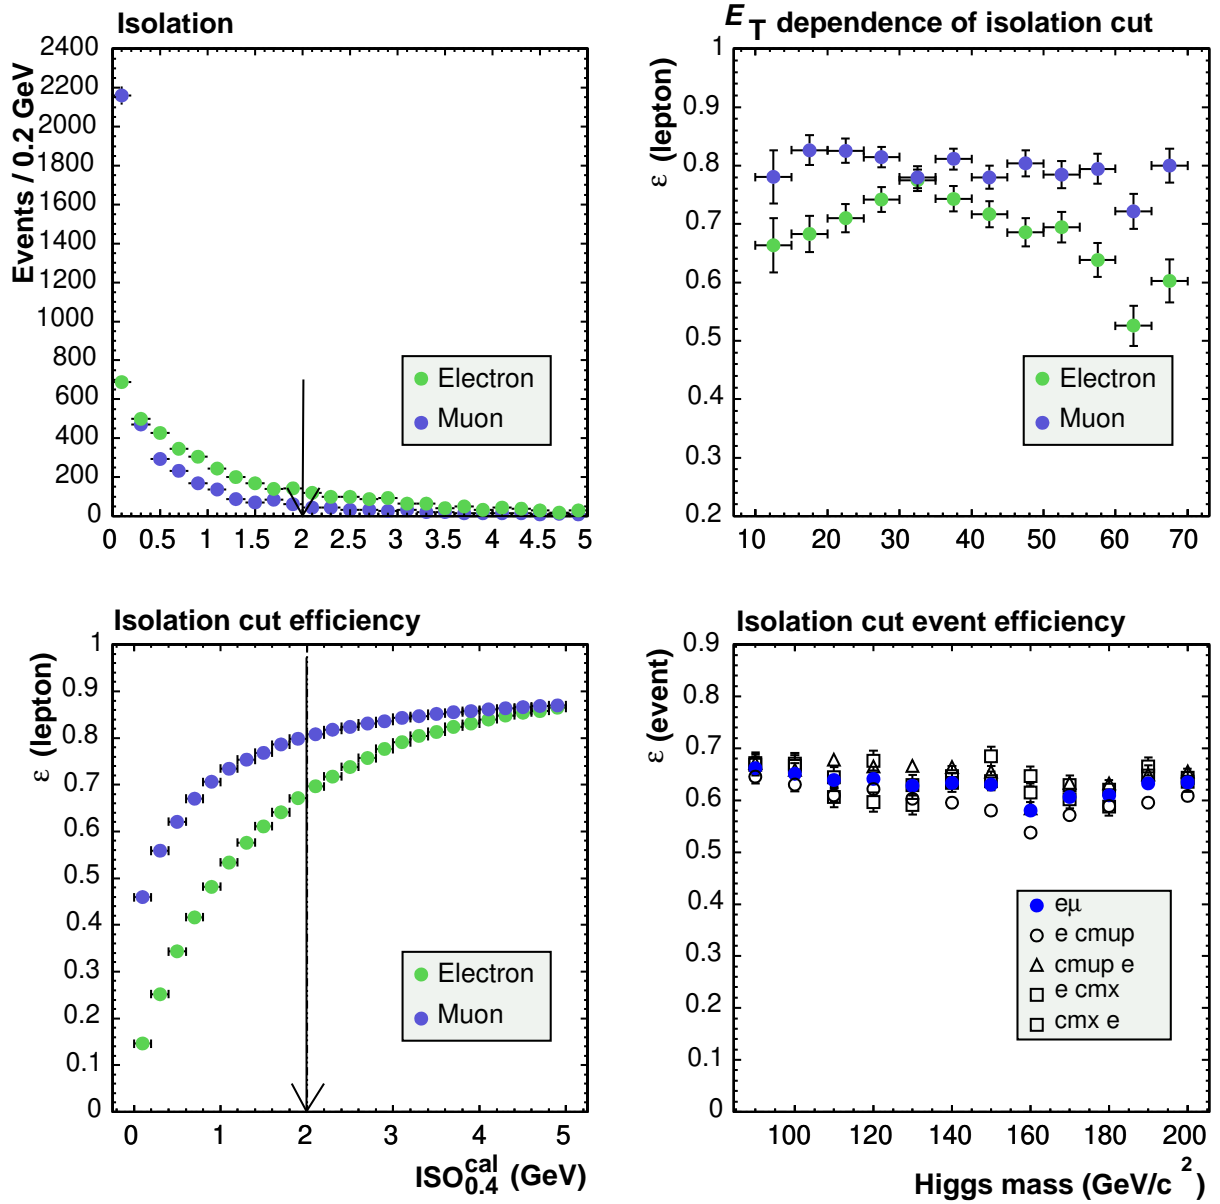 Isolation
Events / 0.2 GeV
2400
2200
2000
1800
1600
1400
1200
1000
800
600
400
200
0
0 0.5 1 1.5 2 2.5 3 3.5 4 4.5 5
Electron
Muon
E_T dependence of isolation cut
ε (lepton)
1
0.9
0.8
0.7
0.6
0.5
0.4
0.3
0.2
10 20 30 40 50 60 70
Electron
Muon
Isolation cut efficiency
ε (lepton)
1
0.9
0.8
0.7
0.6
0.5
0.4
0.3
0.2
0.1
0
0 1 2 3 4 5
Electron
Muon
ISO^cal_0.4 (GeV)
Isolation cut event efficiency
ε (event)
0.9
0.8
0.7
0.6
0.5
0.4
0.3
0.2
0.1
0
100 120 140 160 180 200
eμ
e cmup
cmup e
e cmx
cmx e
Higgs mass (GeV/c^2)